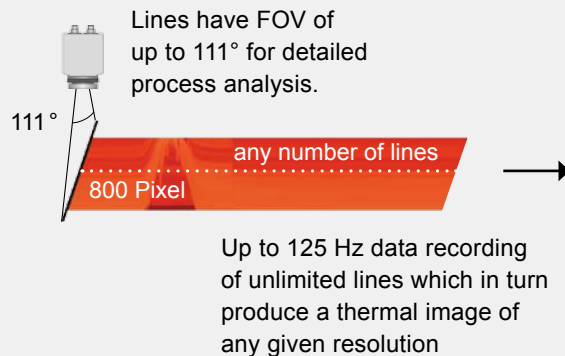 Lines have FOV of
up to 111° for detailed
process analysis.
111°
any number of lines
800 Pixel
Up to 125 Hz data recording
of unlimited lines which in turn
produce a thermal image of
any given resolution